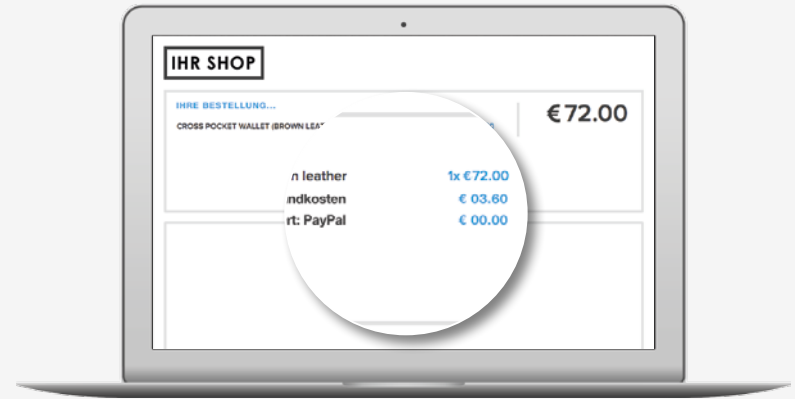 IHR SHOP
IHRE BESTELLUNG...
€72.00
CROSS POCKET WALLET (BROWN LEA
n leather 1x €72.00
ndkosten € 03.60
rt: PayPal € 00.00